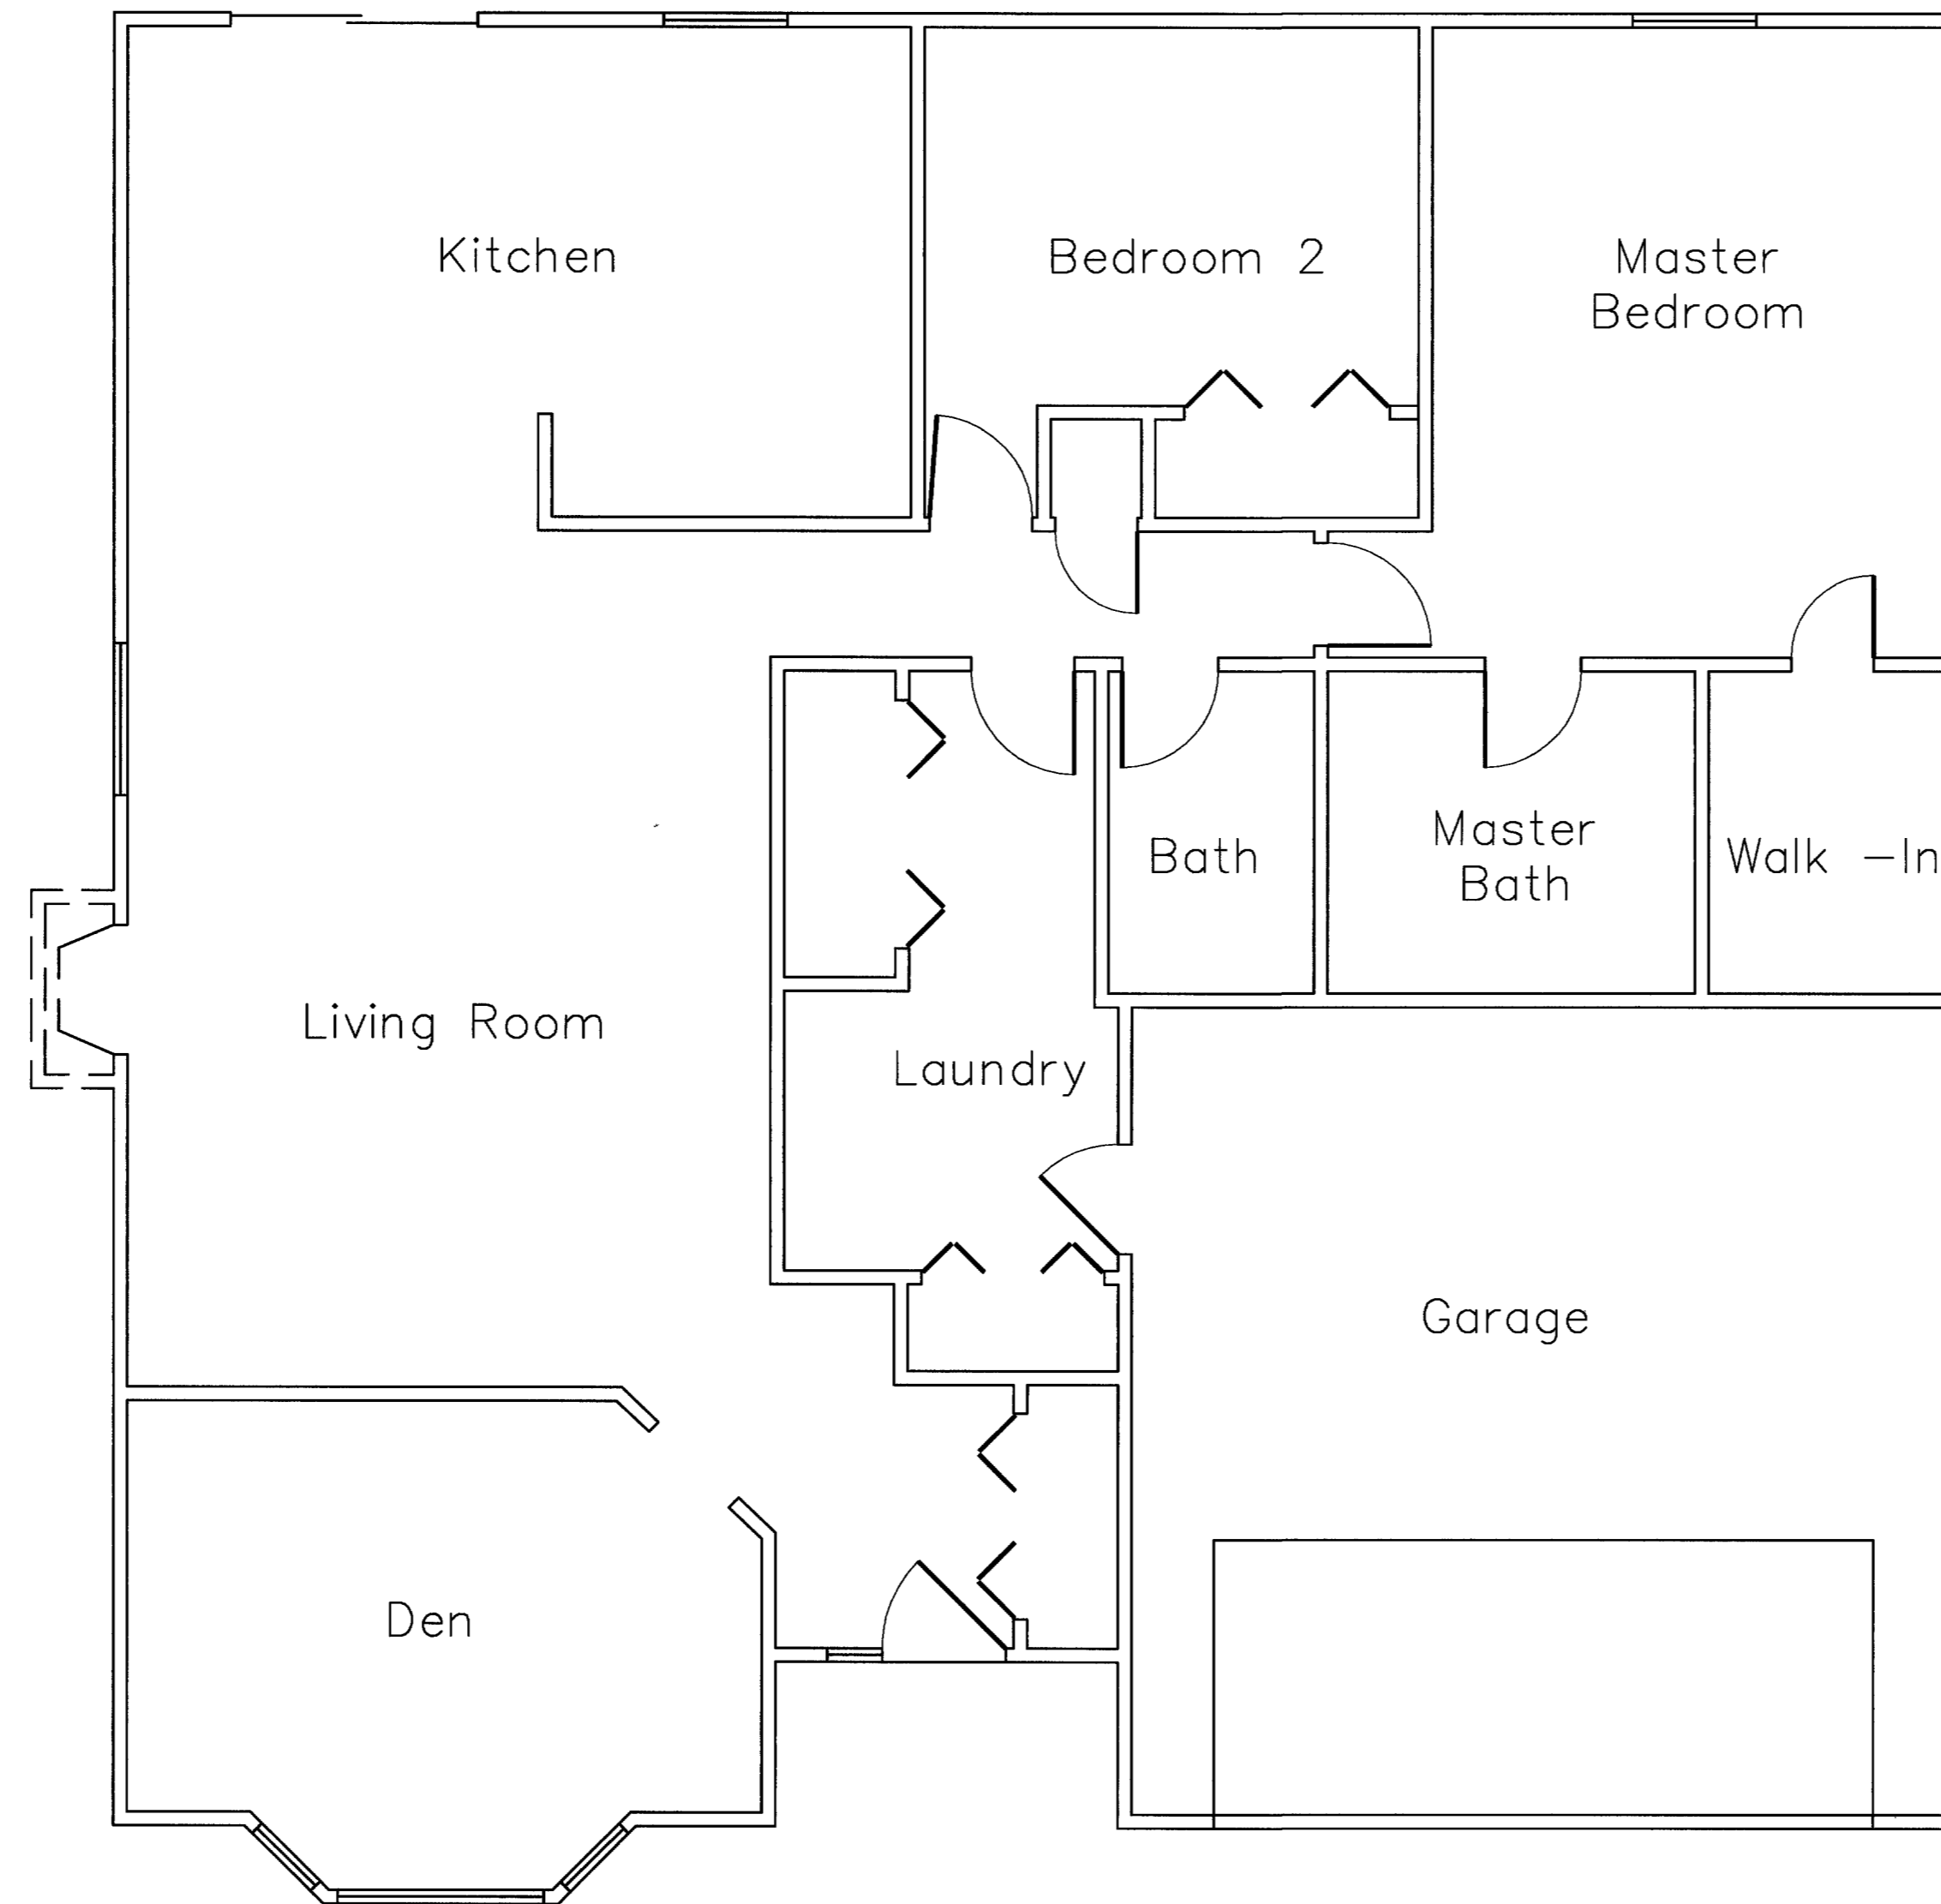 Kitchen
Bedroom 2
Master
Bedroom
Bath
Master
Bath
Walk -In
Living Room
Laundry
Garage
Den